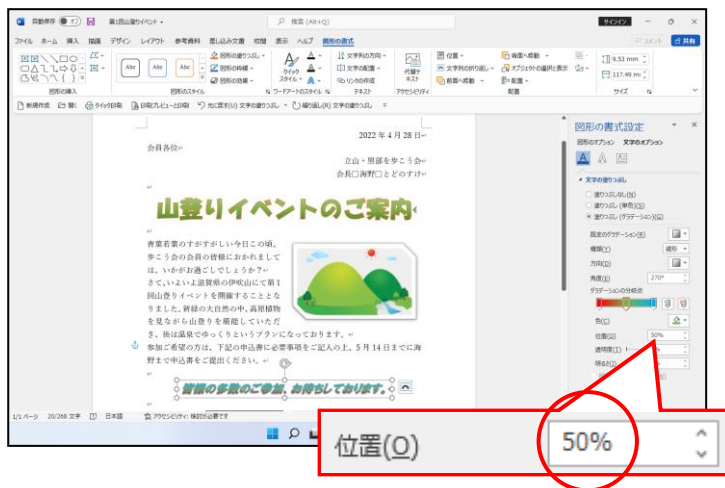 自動保存 オフ 第1回山登りイベント 検索 (Alt+Q) サインイン
ファイル ホーム 挿入 描画 デザイン レイアウト 参考資料 差し込み文書 校閲 表示 ヘルプ 図形の書式 コメント 共有
Abc Abc Abc
図形の塗りつぶし
図形の枠線
図形の効果
クイック スタイル
文字列の方向
文字の配置
リンクの作成
代替テキスト
位置
文字列の折り返し
前面へ移動
背面へ移動
オブジェクトの選択と表示
配置
9.53 mm
117.49 mm
図形の挿入 図形のスタイル ワードアートのスタイル テキスト アクセシビリティ 配置 サイズ
新規作成 開く クイック印刷 印刷プレビューと印刷 元に戻す(U) 文字の塗りつぶし 繰り返し(R) 文字の塗りつぶし
2022 年 4 月 28 日
会員各位
立山・黒部を歩こう会
会長□海野□とどのすけ
山登りイベントのご案内
青葉若葉のすがすがしい今日この頃、
歩こう会の会員の皆様におかれまして
は、いかがお過ごしでしょうか？
さて、いよいよ滋賀県の伊吹山にて第 1
回山登りイベントを開催することとな
りました。新緑の大自然の中、高原植物
を見ながら山登りを堪能していただ
き、後は温泉でゆっくりというプランになっております。
参加ご希望の方は、下記の申込書に必要事項をご記入の上、5 月 14 日までに海
野まで申込書をご提出ください。
皆様の多数のご参加、お待ちしております。
図形の書式設定
図形のオプション 文字のオプション
文字の塗りつぶし
塗りつぶしなし(N)
塗りつぶし (単色)(S)
塗りつぶし (グラデーション)(G)
既定のグラデーション(R)
種類(Y) 線形
方向(D)
角度(E) 270°
グラデーションの分岐点
色(C)
位置(O) 50%
透明度(T)
明るさ(I)
1/1 ページ 20/268 文字 日本語 アクセシビリティ: 検討が必要です
位置(O) 50%